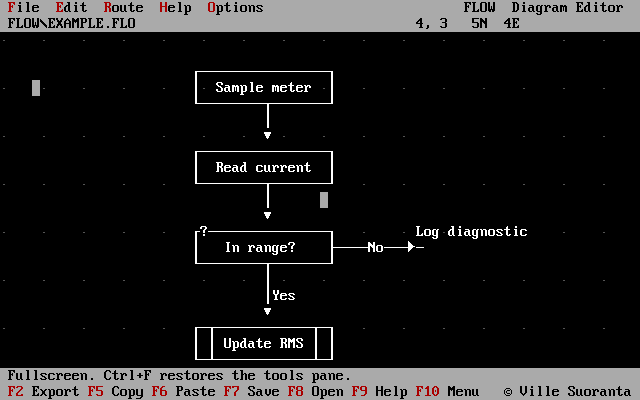 File Edit Route Help Options FLOW Diagram Editor
FLOW\EXAMPLE.FLO 4, 3 5N 4E
Sample meter
Read current
?
Log diagnostic
In range? No
Yes
Update RMS
Fullscreen. Ctrl+F restores the tools pane.
F2 Export F5 Copy F6 Paste F7 Save F8 Open F9 Help F10 Menu © Ville Suoranta